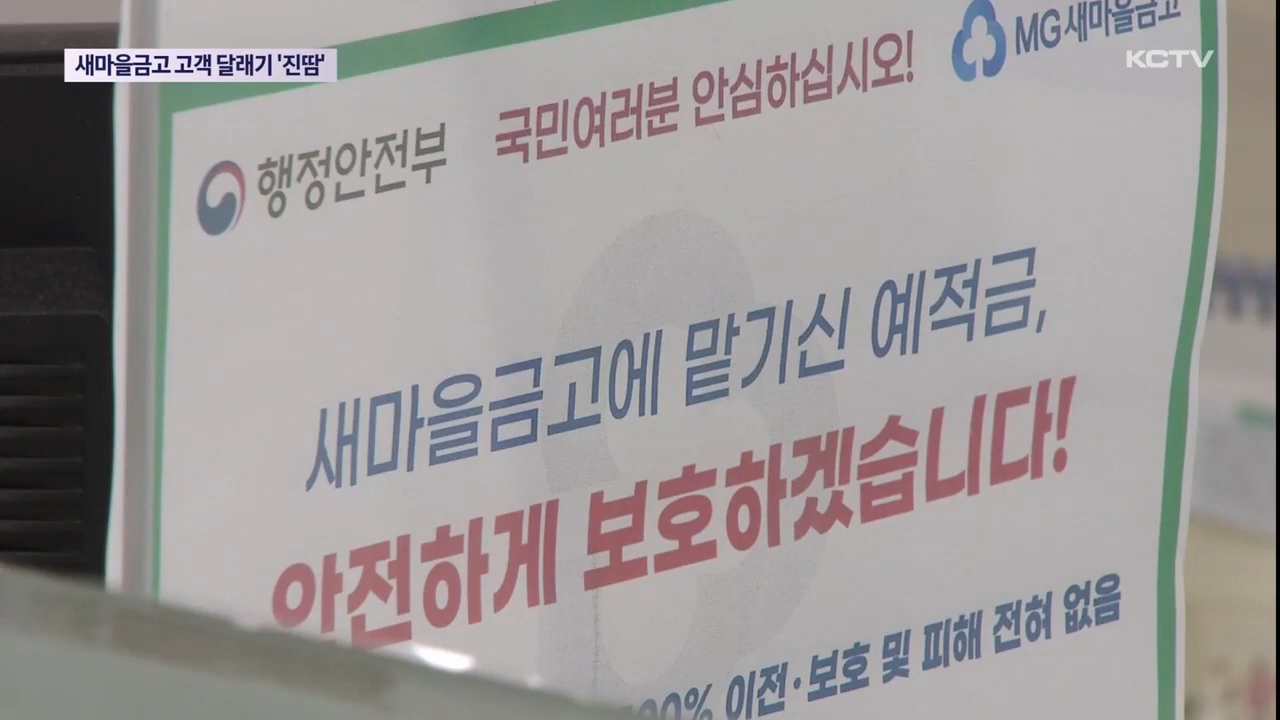 새마을금고 고객 달래기 '진땀'
KCTV
MG새마을금고
국민여러분 안심하십시오!
행정안전부
새마을금고에 맡기신 예적금,
안전하게 보호하겠습니다!
100% 이전·보호 및 피해 전혀 없음